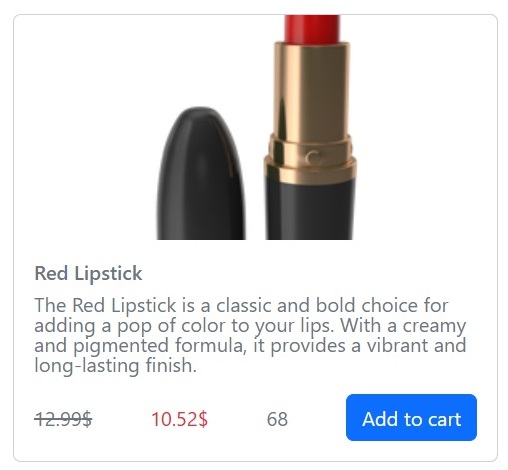 Red Lipstick
The Red Lipstick is a classic and bold choice for
adding a pop of color to your lips. With a creamy
and pigmented formula, it provides a vibrant and
long-lasting finish.
12.99$ 10.52$ 68 Add to cart